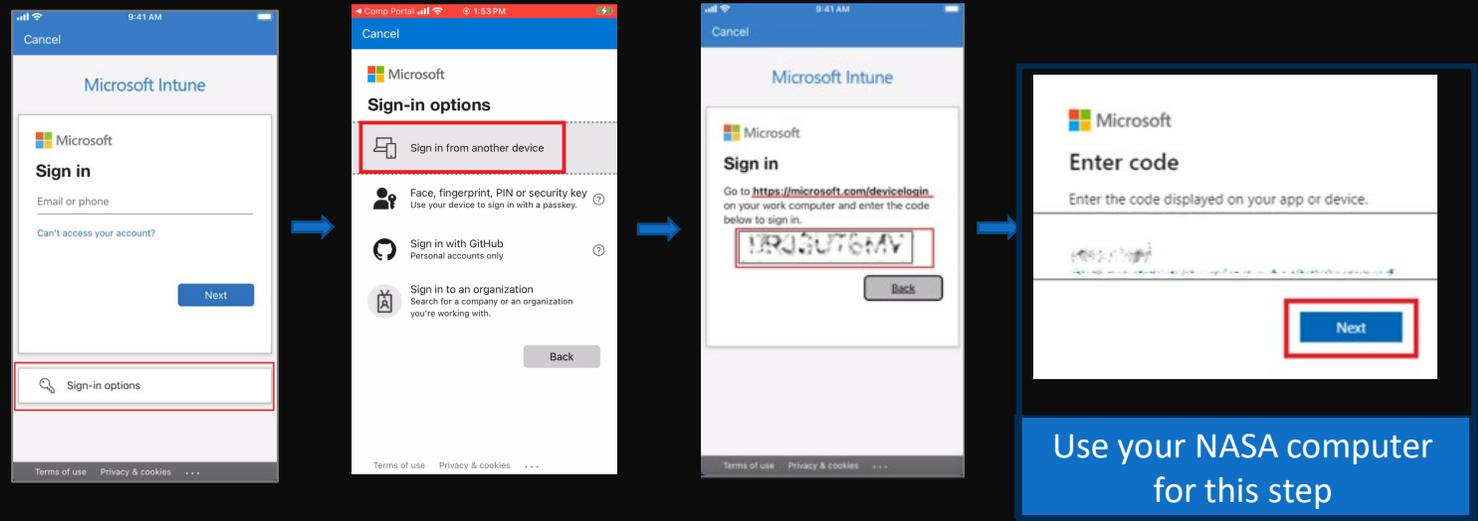 9:41 AM
Cancel
Microsoft Intune
Microsoft
Sign in
Email or phone
Can't access your account?
Next
Sign-in options
Terms of use Privacy & cookies ...
◀ Comp Portal 1:53 PM
Cancel
Microsoft
Sign-in options
Sign in from another device
Face, fingerprint, PIN or security key
Use your device to sign in with a passkey.
Sign in with GitHub
Personal accounts only
Sign in to an organization
Search for a company or an organization
you're working with.
Back
Terms of use Privacy & cookies ...
9:41 AM
Cancel
Microsoft Intune
Microsoft
Sign in
Go to https://microsoft.com/devicelogin
on your work computer and enter the code
below to sign in.
Back
Terms of use Privacy & cookies ...
Microsoft
Enter code
Enter the code displayed on your app or device.
Next
Use your NASA computer
for this step